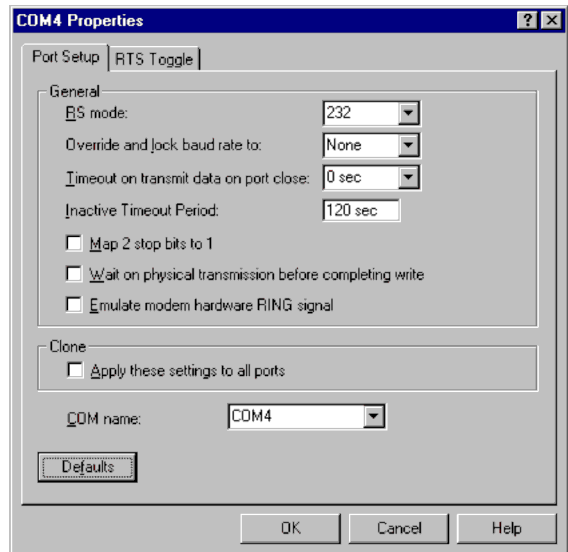 COM4 Properties
Port Setup RTS Toggle
General
RS mode: 232
Override and lock baud rate to: None
Timeout on transmit data on port close: 0 sec
Inactive Timeout Period: 120 sec
Map 2 stop bits to 1
Wait on physical transmission before completing write
Emulate modem hardware RING signal
Clone
Apply these settings to all ports
COM name: COM4
Defaults
OK Cancel Help